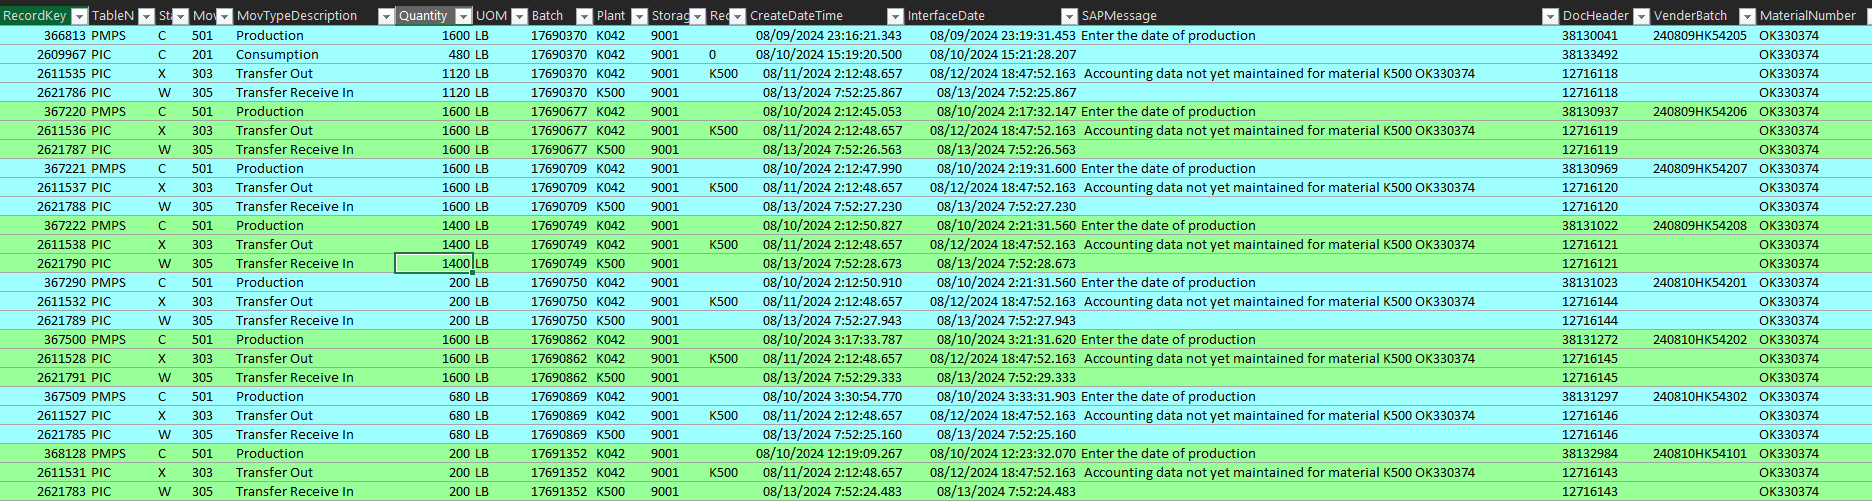 RecordKey TableN Sta Mov MovTypeDescription Quantity UOM Batch Plant Storag Rec CreateDateTime InterfaceDate SAPMessage DocHeader VenderBatch MaterialNumber
366813 PMPS C 501 Production 1600 LB 17690370 K042 9001 08/09/2024 23:16:21.343 08/09/2024 23:19:31.453 Enter the date of production 38130041 240809HK54205 OK330374
2609967 PIC C 201 Consumption 480 LB 17690370 K042 9001 0 08/10/2024 15:19:20.500 08/10/2024 15:21:28.207 38133492 OK330374
2611535 PIC X 303 Transfer Out 1120 LB 17690370 K042 9001 K500 08/11/2024 2:12:48.657 08/12/2024 18:47:52.163 Accounting data not yet maintained for material K500 OK330374 12716118 OK330374
2621786 PIC W 305 Transfer Receive In 1120 LB 17690370 K500 9001 08/13/2024 7:52:25.867 08/13/2024 7:52:25.867 12716118 OK330374
367220 PMPS C 501 Production 1600 LB 17690677 K042 9001 08/10/2024 2:12:45.053 08/10/2024 2:17:32.147 Enter the date of production 38130937 240809HK54206 OK330374
2611536 PIC X 303 Transfer Out 1600 LB 17690677 K042 9001 K500 08/11/2024 2:12:48.657 08/12/2024 18:47:52.163 Accounting data not yet maintained for material K500 OK330374 12716119 OK330374
2621787 PIC W 305 Transfer Receive In 1600 LB 17690677 K500 9001 08/13/2024 7:52:26.563 08/13/2024 7:52:26.563 12716119 OK330374
367221 PMPS C 501 Production 1600 LB 17690709 K042 9001 08/10/2024 2:12:47.990 08/10/2024 2:19:31.600 Enter the date of production 38130969 240809HK54207 OK330374
2611537 PIC X 303 Transfer Out 1600 LB 17690709 K042 9001 K500 08/11/2024 2:12:48.657 08/12/2024 18:47:52.163 Accounting data not yet maintained for material K500 OK330374 12716120 OK330374
2621788 PIC W 305 Transfer Receive In 1600 LB 17690709 K500 9001 08/13/2024 7:52:27.230 08/13/2024 7:52:27.230 12716120 OK330374
367222 PMPS C 501 Production 1400 LB 17690749 K042 9001 08/10/2024 2:12:50.827 08/10/2024 2:21:31.560 Enter the date of production 38131022 240809HK54208 OK330374
2611538 PIC X 303 Transfer Out 1400 LB 17690749 K042 9001 K500 08/11/2024 2:12:48.657 08/12/2024 18:47:52.163 Accounting data not yet maintained for material K500 OK330374 12716121 OK330374
2621790 PIC W 305 Transfer Receive In 1400 LB 17690749 K500 9001 08/13/2024 7:52:28.673 08/13/2024 7:52:28.673 12716121 OK330374
367290 PMPS C 501 Production 200 LB 17690750 K042 9001 08/10/2024 2:12:50.910 08/10/2024 2:21:31.560 Enter the date of production 38131023 240810HK54201 OK330374
2611532 PIC X 303 Transfer Out 200 LB 17690750 K042 9001 K500 08/11/2024 2:12:48.657 08/12/2024 18:47:52.163 Accounting data not yet maintained for material K500 OK330374 12716144 OK330374
2621789 PIC W 305 Transfer Receive In 200 LB 17690750 K500 9001 08/13/2024 7:52:27.943 08/13/2024 7:52:27.943 12716144 OK330374
367500 PMPS C 501 Production 1600 LB 17690862 K042 9001 08/10/2024 3:17:33.787 08/10/2024 3:21:31.620 Enter the date of production 38131272 240810HK54202 OK330374
2611528 PIC X 303 Transfer Out 1600 LB 17690862 K042 9001 K500 08/11/2024 2:12:48.657 08/12/2024 18:47:52.163 Accounting data not yet maintained for material K500 OK330374 12716145 OK330374
2621791 PIC W 305 Transfer Receive In 1600 LB 17690862 K500 9001 08/13/2024 7:52:29.333 08/13/2024 7:52:29.333 12716145 OK330374
367509 PMPS C 501 Production 680 LB 17690869 K042 9001 08/10/2024 3:30:54.770 08/10/2024 3:33:31.903 Enter the date of production 38131297 240810HK54302 OK330374
2611527 PIC X 303 Transfer Out 680 LB 17690869 K042 9001 K500 08/11/2024 2:12:48.657 08/12/2024 18:47:52.163 Accounting data not yet maintained for material K500 OK330374 12716146 OK330374
2621785 PIC W 305 Transfer Receive In 680 LB 17690869 K500 9001 08/13/2024 7:52:25.160 08/13/2024 7:52:25.160 12716146 OK330374
368128 PMPS C 501 Production 200 LB 17691352 K042 9001 08/10/2024 12:19:09.267 08/10/2024 12:23:32.070 Enter the date of production 38132984 240810HK54101 OK330374
2611531 PIC X 303 Transfer Out 200 LB 17691352 K042 9001 K500 08/11/2024 2:12:48.657 08/12/2024 18:47:52.163 Accounting data not yet maintained for material K500 OK330374 12716143 OK330374
2621783 PIC W 305 Transfer Receive In 200 LB 17691352 K500 9001 08/13/2024 7:52:24.483 08/13/2024 7:52:24.483 12716143 OK330374